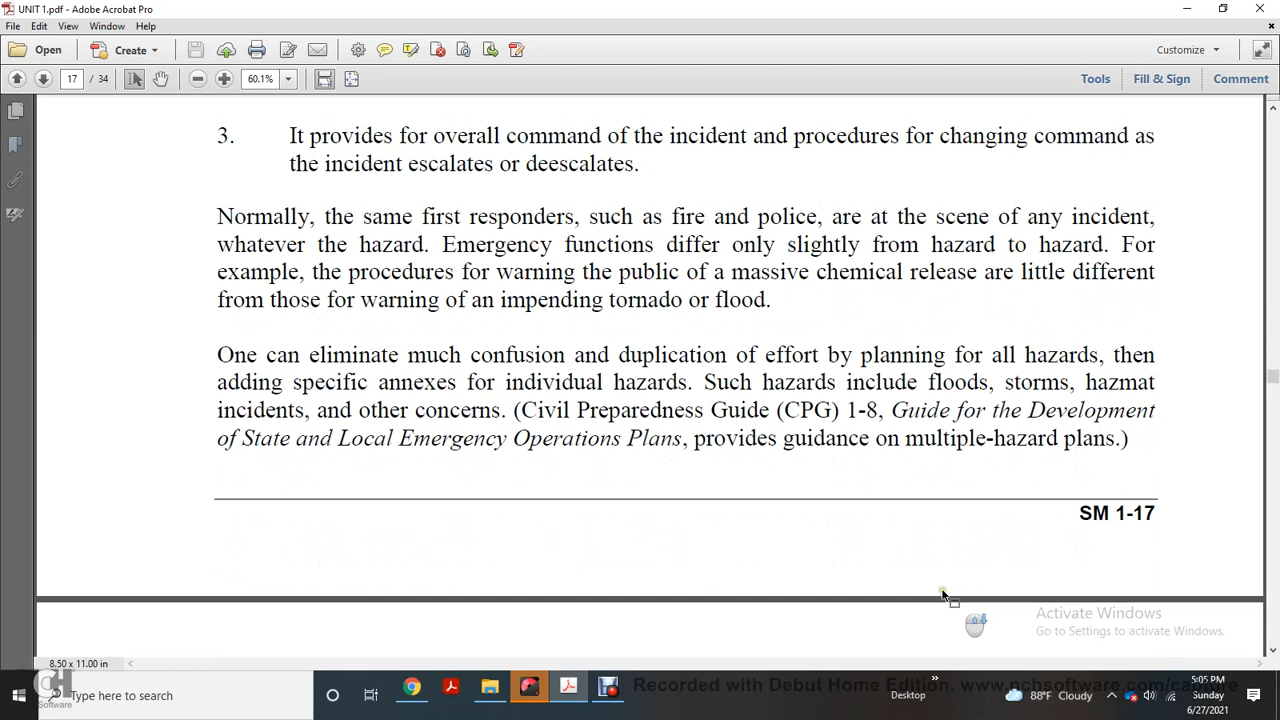 UNIT 1.pdf - Adobe Acrobat Pro
File Edit View Window Help
Open Create Customize
17 / 34 60.1% Tools Fill & Sign Comment
3. It provides for overall command of the incident and procedures for changing command as
the incident escalates or deescalates.
Normally, the same first responders, such as fire and police, are at the scene of any incident,
whatever the hazard. Emergency functions differ only slightly from hazard to hazard. For
example, the procedures for warning the public of a massive chemical release are little different
from those for warning of an impending tornado or flood.
One can eliminate much confusion and duplication of effort by planning for all hazards, then
adding specific annexes for individual hazards. Such hazards include floods, storms, hazmat
incidents, and other concerns. (Civil Preparedness Guide (CPG) 1-8, Guide for the Development
of State and Local Emergency Operations Plans, provides guidance on multiple-hazard plans.)
SM 1-17
Activate Windows
Go to Settings to activate Windows.
8.50 x 11.00 in
Recorded with Debut Home Edition. www.nchsoftware.com/capture
Software
Type here to search
Desktop
88°F Cloudy
5:05 PM
Sunday
6/27/2021